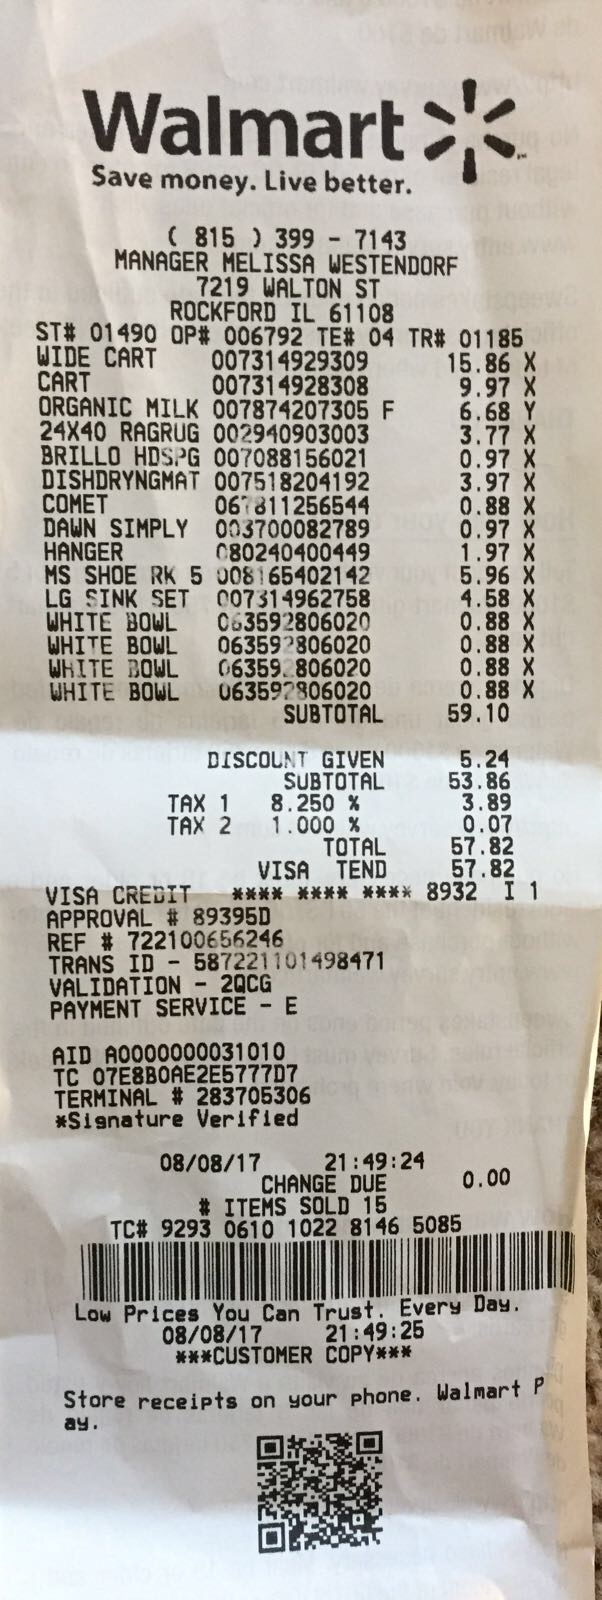 Walmart
Save money. Live better.
( 815 ) 399 - 7143
MANAGER MELISSA WESTENDORF
7219 WALTON ST
ROCKFORD IL 61108
ST# 01490 OP# 006792 TE# 04 TR# 01185
WIDE CART 007314929309 15.86 X
CART 007314928308 9.97 X
ORGANIC MILK 007874207305 F 6.68 Y
24X40 RAGRUG 002940903003 3.77 X
BRILLO HDSPG 007088156021 0.97 X
DISHDRYNGMAT 007518204192 3.97 X
COMET 067811256544 0.88 X
DAWN SIMPLY 003700082789 0.97 X
HANGER 080240400449 1.97 X
MS SHOE RK 5 008165402142 5.96 X
LG SINK SET 007314962758 4.58 X
WHITE BOWL 063592806020 0.88 X
WHITE BOWL 063592806020 0.88 X
WHITE BOWL 063592806020 0.88 X
WHITE BOWL 063592806020 0.88 X
SUBTOTAL 59.10
DISCOUNT GIVEN 5.24
SUBTOTAL 53.86
TAX 1 8.250 % 3.89
TAX 2 1.000 % 0.07
TOTAL 57.82
VISA TEND 57.82
VISA CREDIT **** **** **** 8932 I 1
APPROVAL # 89395D
REF # 722100656246
TRANS ID - 587221101498471
VALIDATION - 2QCG
PAYMENT SERVICE - E
AID A0000000031010
TC 07E8B0AE2E5777D7
TERMINAL # 283705306
*Signature Verified
08/08/17 21:49:24
CHANGE DUE 0.00
# ITEMS SOLD 15
TC# 9293 0610 1022 8146 5085
Low Prices You Can Trust. Every Day.
08/08/17 21:49:25
***CUSTOMER COPY***
Store receipts on your phone. Walmart P
ay.